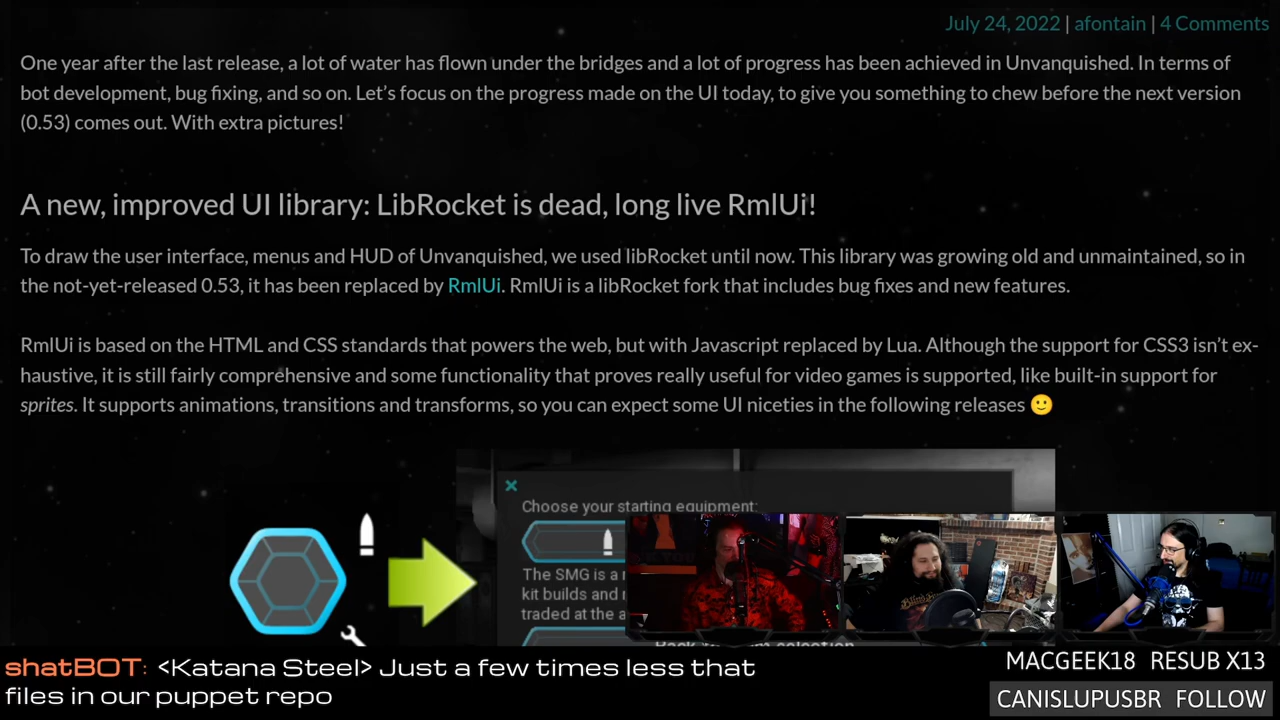 July 24, 2022 | afontain | 4 Comments
One year after the last release, a lot of water has flown under the bridges and a lot of progress has been achieved in Unvanquished. In terms of
bot development, bug fixing, and so on. Let’s focus on the progress made on the UI today, to give you something to chew before the next version
(0.53) comes out. With extra pictures!
A new, improved UI library: LibRocket is dead, long live RmlUi!
To draw the user interface, menus and HUD of Unvanquished, we used libRocket until now. This library was growing old and unmaintained, so in
the not-yet-released 0.53, it has been replaced by RmlUi. RmlUi is a libRocket fork that includes bug fixes and new features.
RmlUi is based on the HTML and CSS standards that powers the web, but with Javascript replaced by Lua. Although the support for CSS3 isn’t ex-
haustive, it is still fairly comprehensive and some functionality that proves really useful for video games is supported, like built-in support for
sprites. It supports animations, transitions and transforms, so you can expect some UI niceties in the following releases 🙂
Choose your starting equipment:
The SMG is a
kit builds and
traded at the a
shatBOT: <Katana Steel> Just a few times less that
files in our puppet repo
MACGEEK18 RESUB X13
CANISLUPUSBR FOLLOW